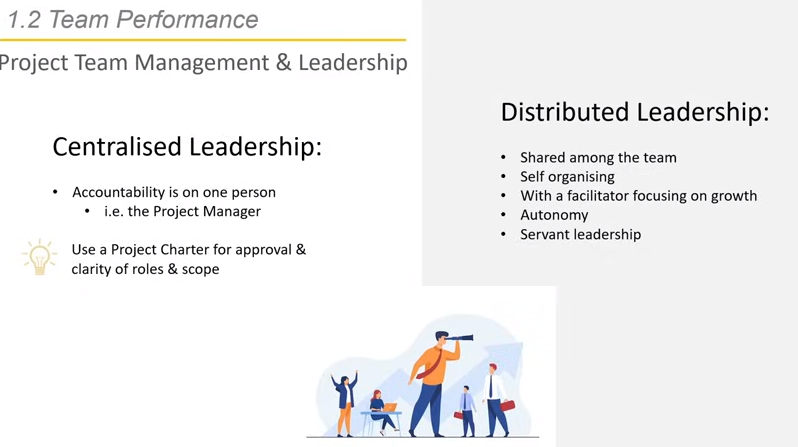 1.2 Team Performance
Project Team Management & Leadership
Centralised Leadership:
• Accountability is on one person
• i.e. the Project Manager
Use a Project Charter for approval &
clarity of roles & scope
Distributed Leadership:
• Shared among the team
• Self organising
• With a facilitator focusing on growth
• Autonomy
• Servant leadership